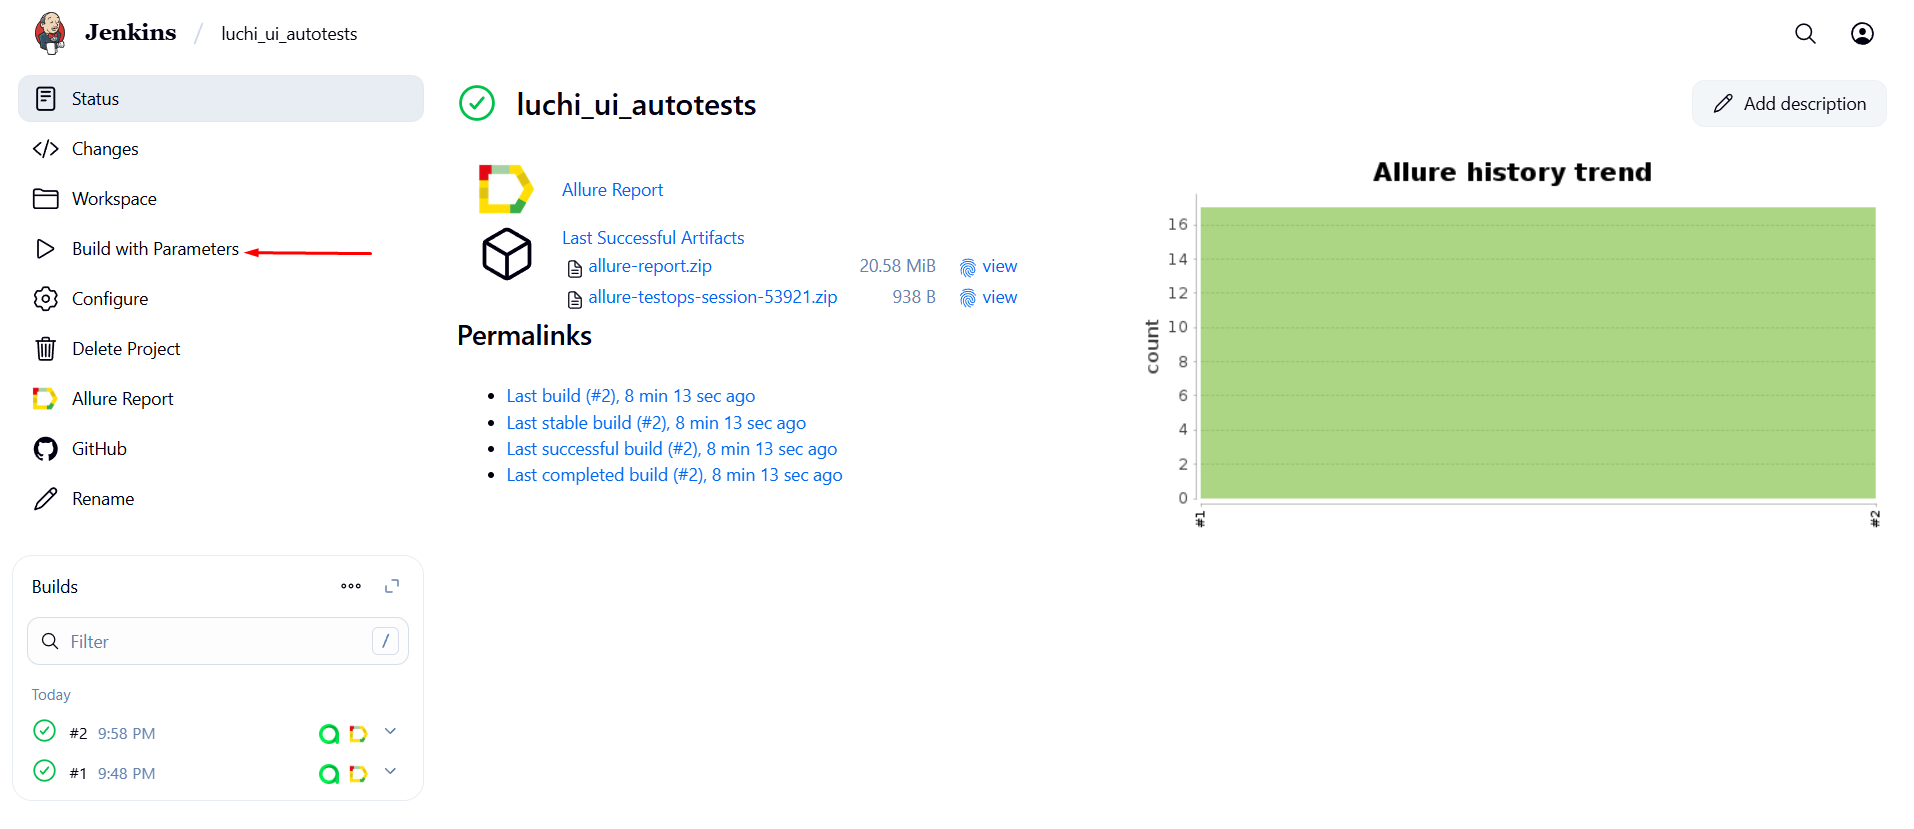 Jenkins / luchi_ui_autotests
Status
Changes
Workspace
Build with Parameters
Configure
Delete Project
Allure Report
GitHub
Rename
Builds
Filter /
Today
#2 9:58 PM
#1 9:48 PM
luchi_ui_autotests
Add description
Allure Report
Last Successful Artifacts
allure-report.zip 20.58 MiB view
allure-testops-session-53921.zip 938 B view
Permalinks
Last build (#2), 8 min 13 sec ago
Last stable build (#2), 8 min 13 sec ago
Last successful build (#2), 8 min 13 sec ago
Last completed build (#2), 8 min 13 sec ago
Allure history trend
count
16
14
12
10
8
6
4
2
0
#1
#2